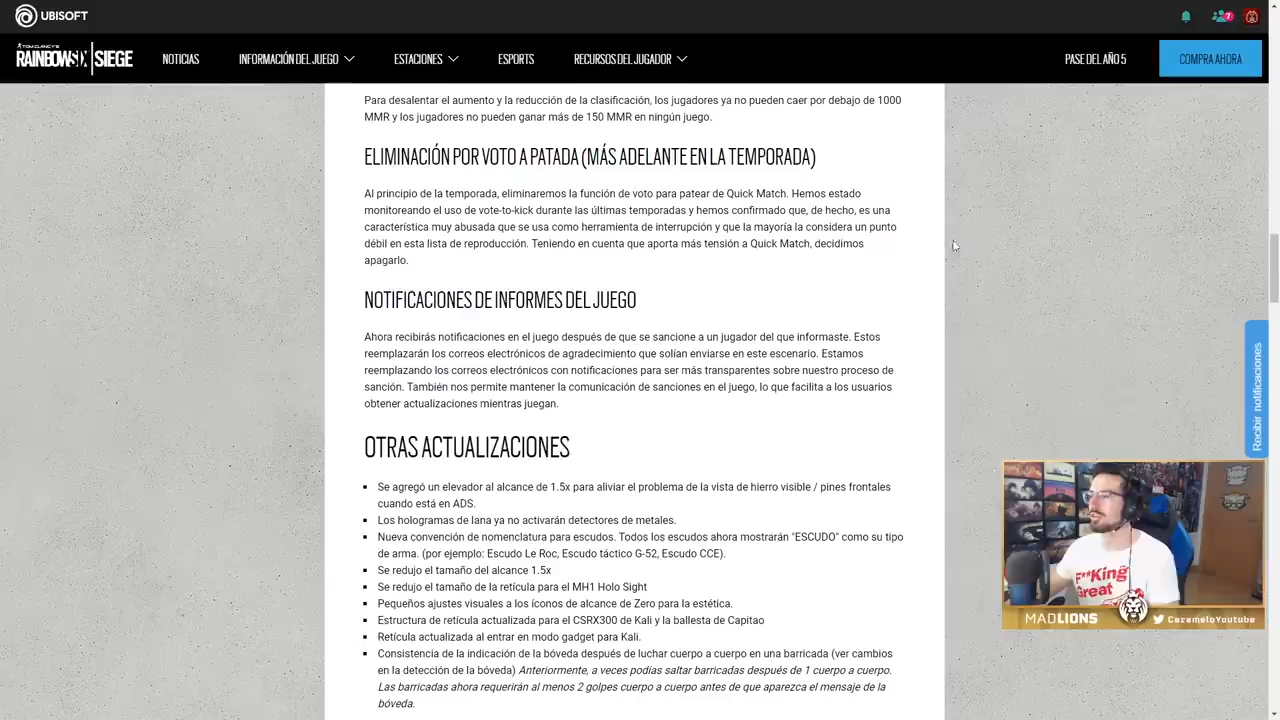 UBISOFT
7
TOM CLANCY'S
RAINBOWSIX SIEGE
NOTICIAS
INFORMACIÓN DEL JUEGO
ESTACIONES
ESPORTS
RECURSOS DEL JUGADOR
PASE DEL AÑO 5
COMPRA AHORA
Para desalentar el aumento y la reducción de la clasificación, los jugadores ya no pueden caer por debajo de 1000
MMR y los jugadores no pueden ganar más de 150 MMR en ningún juego.
ELIMINACIÓN POR VOTO A PATADA (MÁS ADELANTE EN LA TEMPORADA)
Al principio de la temporada, eliminaremos la función de voto para patear de Quick Match. Hemos estado
monitoreando el uso de vote-to-kick durante las últimas temporadas y hemos confirmado que, de hecho, es una
característica muy abusada que se usa como herramienta de interrupción y que la mayoría la considera un punto
débil en esta lista de reproducción. Teniendo en cuenta que aporta más tensión a Quick Match, decidimos
apagarlo.
NOTIFICACIONES DE INFORMES DEL JUEGO
Ahora recibirás notificaciones en el juego después de que se sancione a un jugador del que informaste. Estos
reemplazarán los correos electrónicos de agradecimiento que solían enviarse en este escenario. Estamos
reemplazando los correos electrónicos con notificaciones para ser más transparentes sobre nuestro proceso de
sanción. También nos permite mantener la comunicación de sanciones en el juego, lo que facilita a los usuarios
obtener actualizaciones mientras juegan.
OTRAS ACTUALIZACIONES
Se agregó un elevador al alcance de 1.5x para aliviar el problema de la vista de hierro visible / pines frontales
cuando está en ADS.
Los hologramas de Iana ya no activarán detectores de metales.
Nueva convención de nomenclatura para escudos. Todos los escudos ahora mostrarán "ESCUDO" como su tipo
de arma. (por ejemplo: Escudo Le Roc, Escudo táctico G-52, Escudo CCE).
Se redujo el tamaño del alcance 1.5x
Se redujo el tamaño de la retícula para el MH1 Holo Sight
Pequeños ajustes visuales a los íconos de alcance de Zero para la estética.
Estructura de retícula actualizada para el CSRX300 de Kali y la ballesta de Capitao
Retícula actualizada al entrar en modo gadget para Kali.
Consistencia de la indicación de la bóveda después de luchar cuerpo a cuerpo en una barricada (ver cambios
en la detección de la bóveda) Anteriormente, a veces podías saltar barricadas después de 1 cuerpo a cuerpo.
Las barricadas ahora requerirán al menos 2 golpes cuerpo a cuerpo antes de que aparezca el mensaje de la
bóveda.
Recibir notificaciones
F**King
Great
MADLIONS
CarameloYoutube